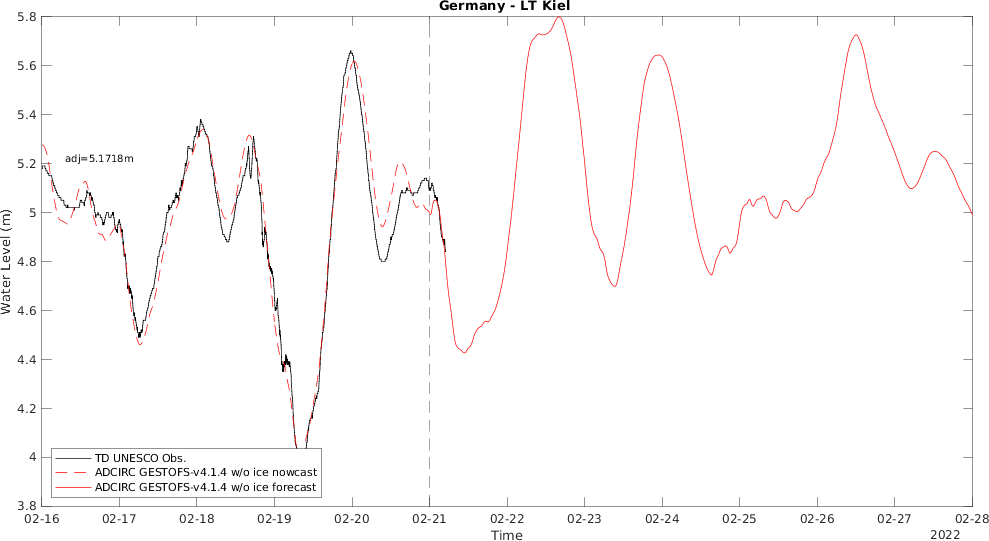 Germany - LT Kiel
Water Level (m)
5.8
5.6
5.4
5.2
5
4.8
4.6
4.4
4.2
4
3.8
adj=5.1718m
TD UNESCO Obs.
ADCIRC GESTOFS-v4.1.4 w/o ice nowcast
ADCIRC GESTOFS-v4.1.4 w/o ice forecast
02-16 02-17 02-18 02-19 02-20 02-21 02-22 02-23 02-24 02-25 02-26 02-27 02-28
Time
2022